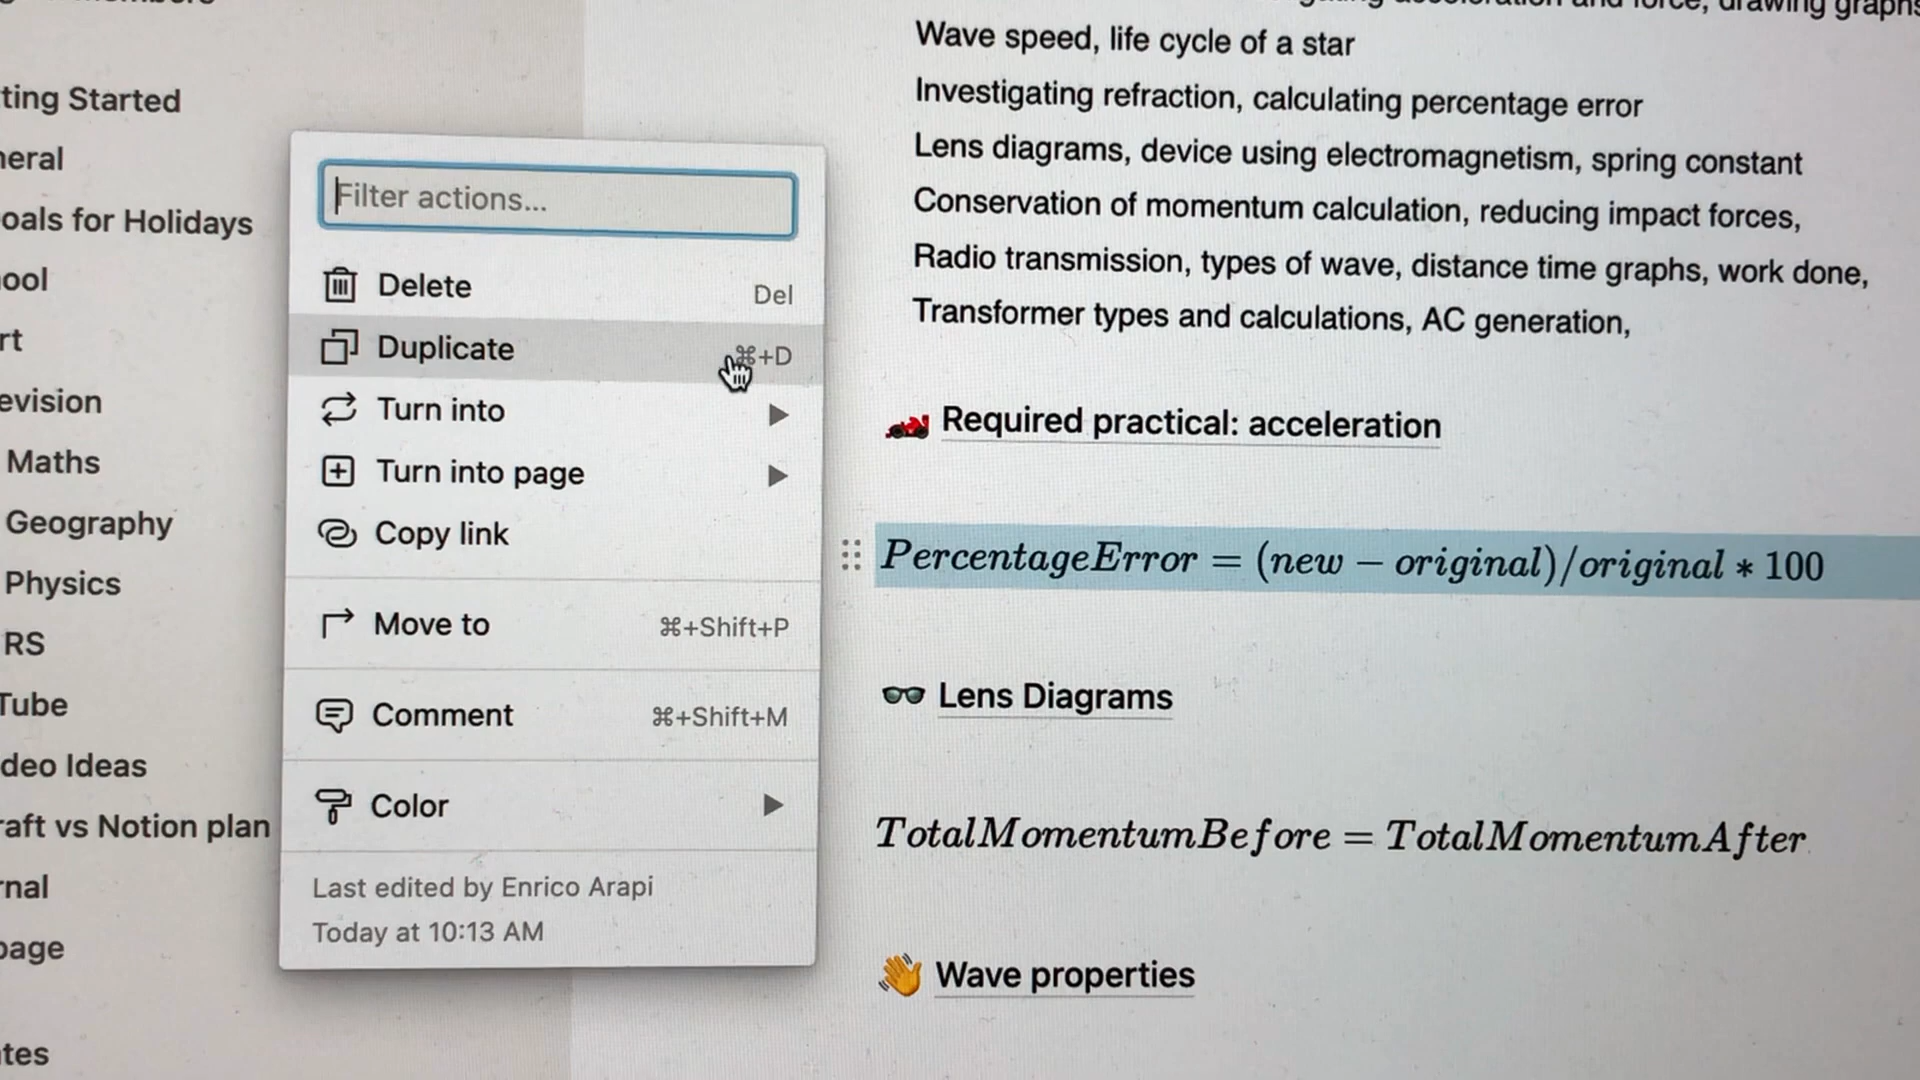 ting Started
neral
oals for Holidays
ool
rt
evision
Maths
Geography
Physics
RS
Tube
deo Ideas
raft vs Notion plan
rnal
page
tes
Filter actions...
Delete Del
Duplicate ⌘+D
Turn into
Turn into page
Copy link
Move to ⌘+Shift+P
Comment ⌘+Shift+M
Color
Last edited by Enrico Arapi
Today at 10:13 AM
acceleration and force, drawing graphs
Wave speed, life cycle of a star
Investigating refraction, calculating percentage error
Lens diagrams, device using electromagnetism, spring constant
Conservation of momentum calculation, reducing impact forces,
Radio transmission, types of wave, distance time graphs, work done,
Transformer types and calculations, AC generation,
Required practical: acceleration
PercentageError = (new − original)/original * 100
Lens Diagrams
TotalMomentumBefore = TotalMomentumAfter
Wave properties